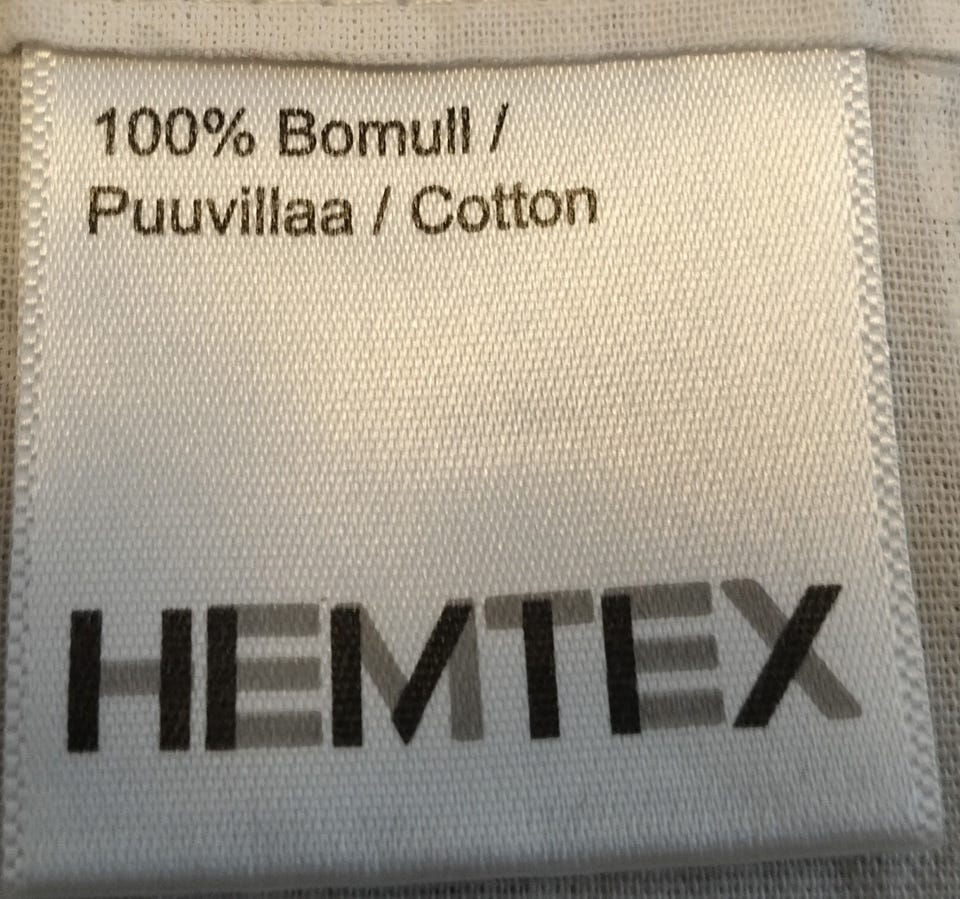 100% Bomull /
Puuvillaa / Cotton
HEMTEX